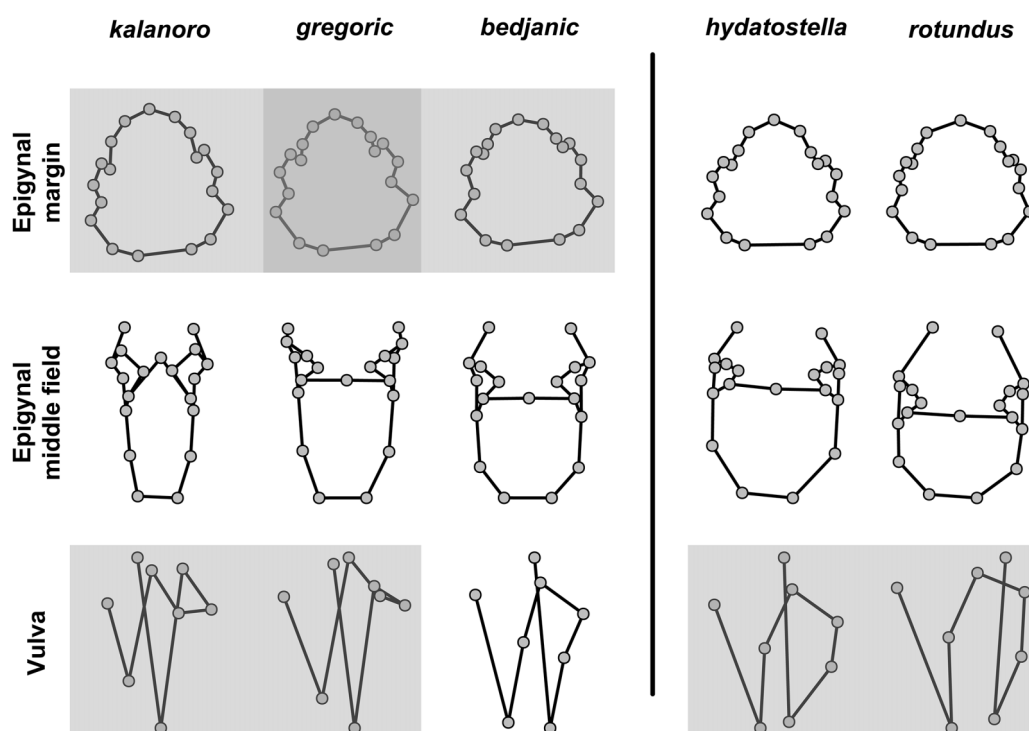 kalanoro gregoric bedjanic hydatostella rotundus
Epigynal
margin
Epigynal
middle field
Vulva